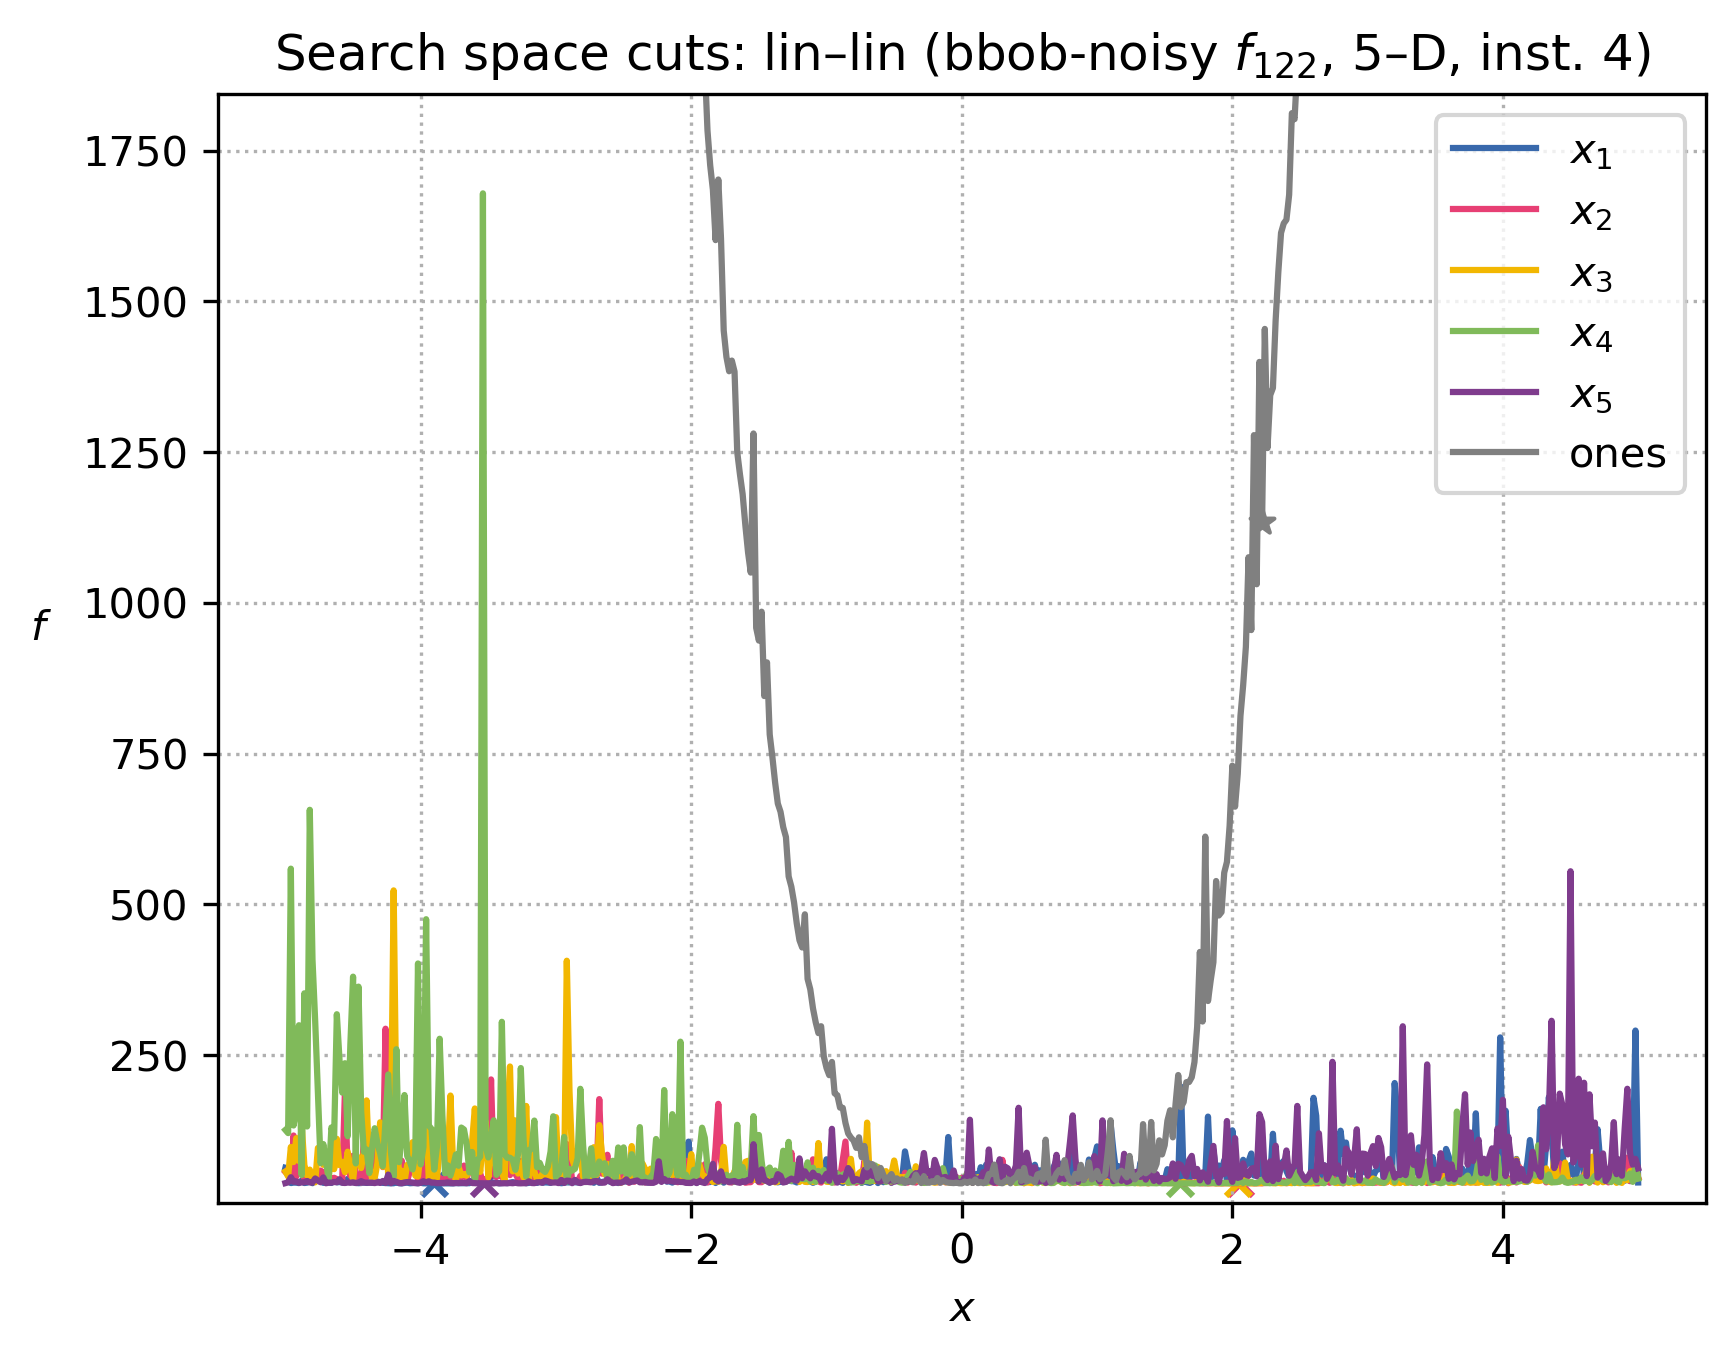 Search space cuts: lin–lin (bbob-noisy f₁₂₂, 5–D, inst. 4)
1750
1500
1250
1000
750
500
250
f
−4
−2
0
2
4
x
x₁
x₂
x₃
x₄
x₅
ones